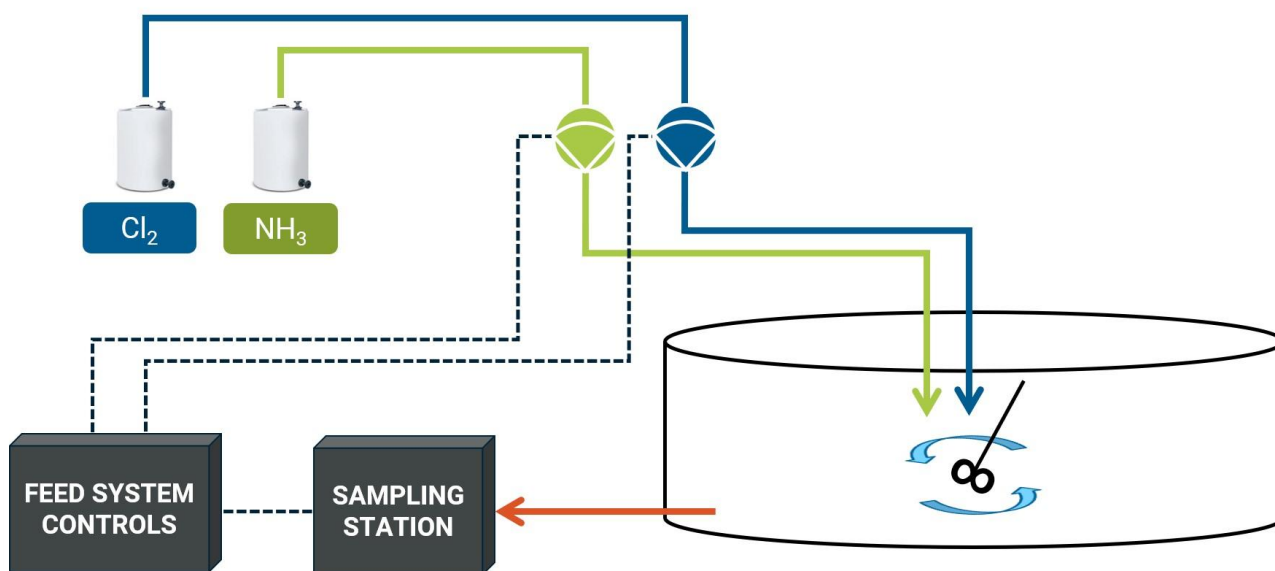 Cl₂
NH₃
FEED SYSTEM
CONTROLS
SAMPLING
STATION